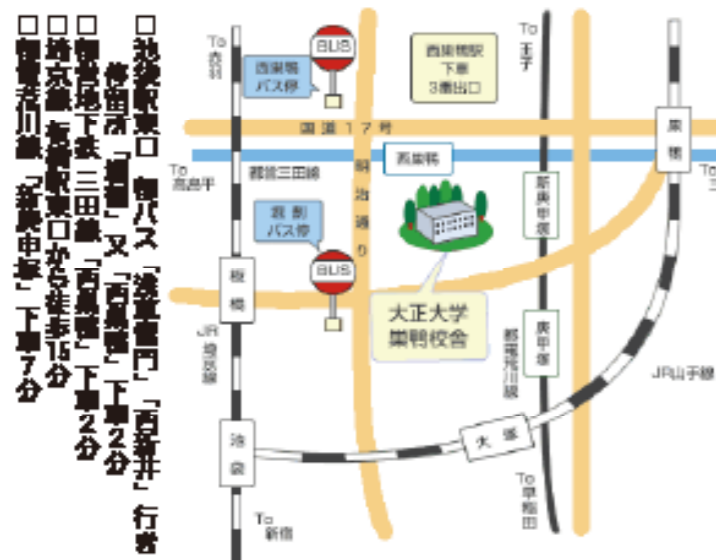 □池袋駅東口 都バス「浅草雷門」「西新井」行き
停留所「堀割」又「西巣鴨」下車2分
□都営地下鉄 三田線「西巣鴨」下車2分
□埼京線 板橋駅東口から徒歩15分
□都電荒川線「新庚申塚」下車7分
To
赤羽
BUS
西巣鴨
バス停
西巣鴨駅
下車
3番出口
To
王子
巣鴨
国道17号
To
高島平
都営三田線
西巣鴨
To
明治通り
新庚申塚
堀割
バス停
BUS
板橋
大正大学
巣鴨校舎
庚申塚
都電荒川線
JR
埼京線
JR山手線
大塚
池袋
To
新宿
To
早稲田